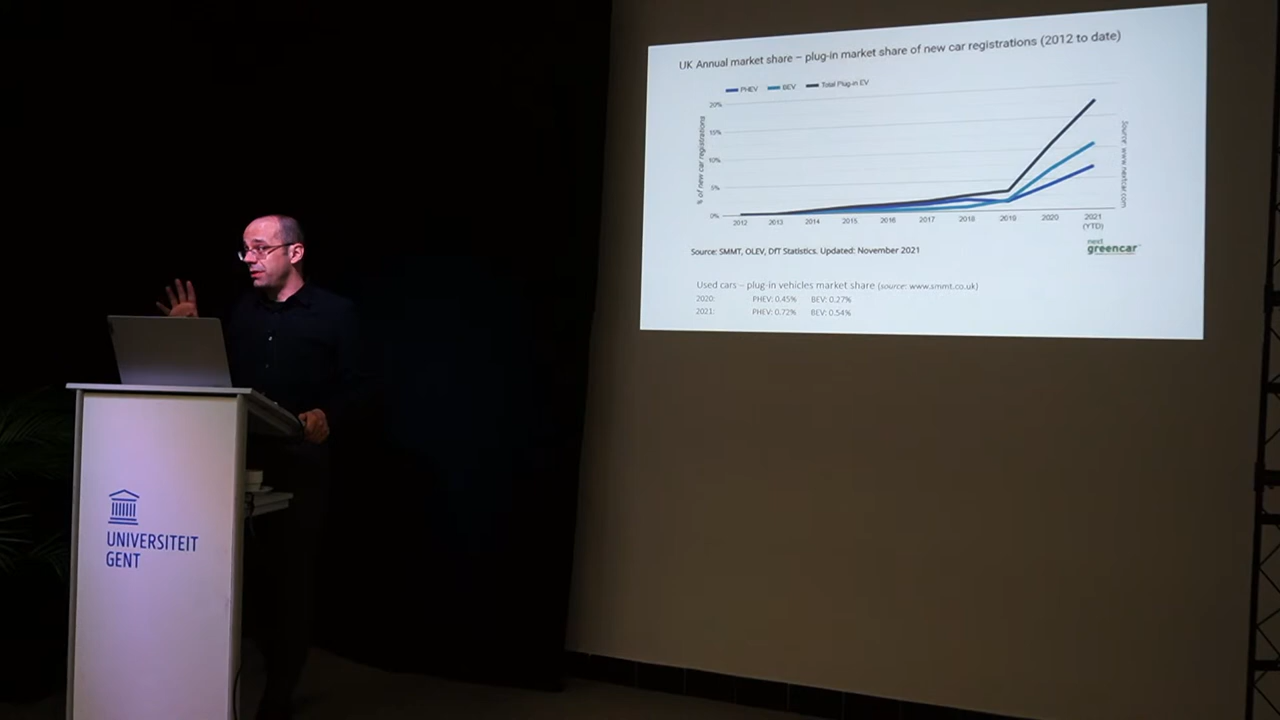 UK Annual market share – plug-in market share of new car registrations (2012 to date)
PHEV BEV Total Plug-in EV
% of new car registrations
20%
15%
10%
5%
0%
2012 2013 2014 2015 2016 2017 2018 2019 2020 2021 (YTD)
Source: www.nextcar.com
Source: SMMT, OLEV, DfT Statistics. Updated: November 2021
next
greencar
Used cars – plug-in vehicles market share (source: www.smmt.co.uk)
2020: PHEV: 0.45% BEV: 0.27%
2021: PHEV: 0.72% BEV: 0.54%
UNIVERSITEIT
GENT